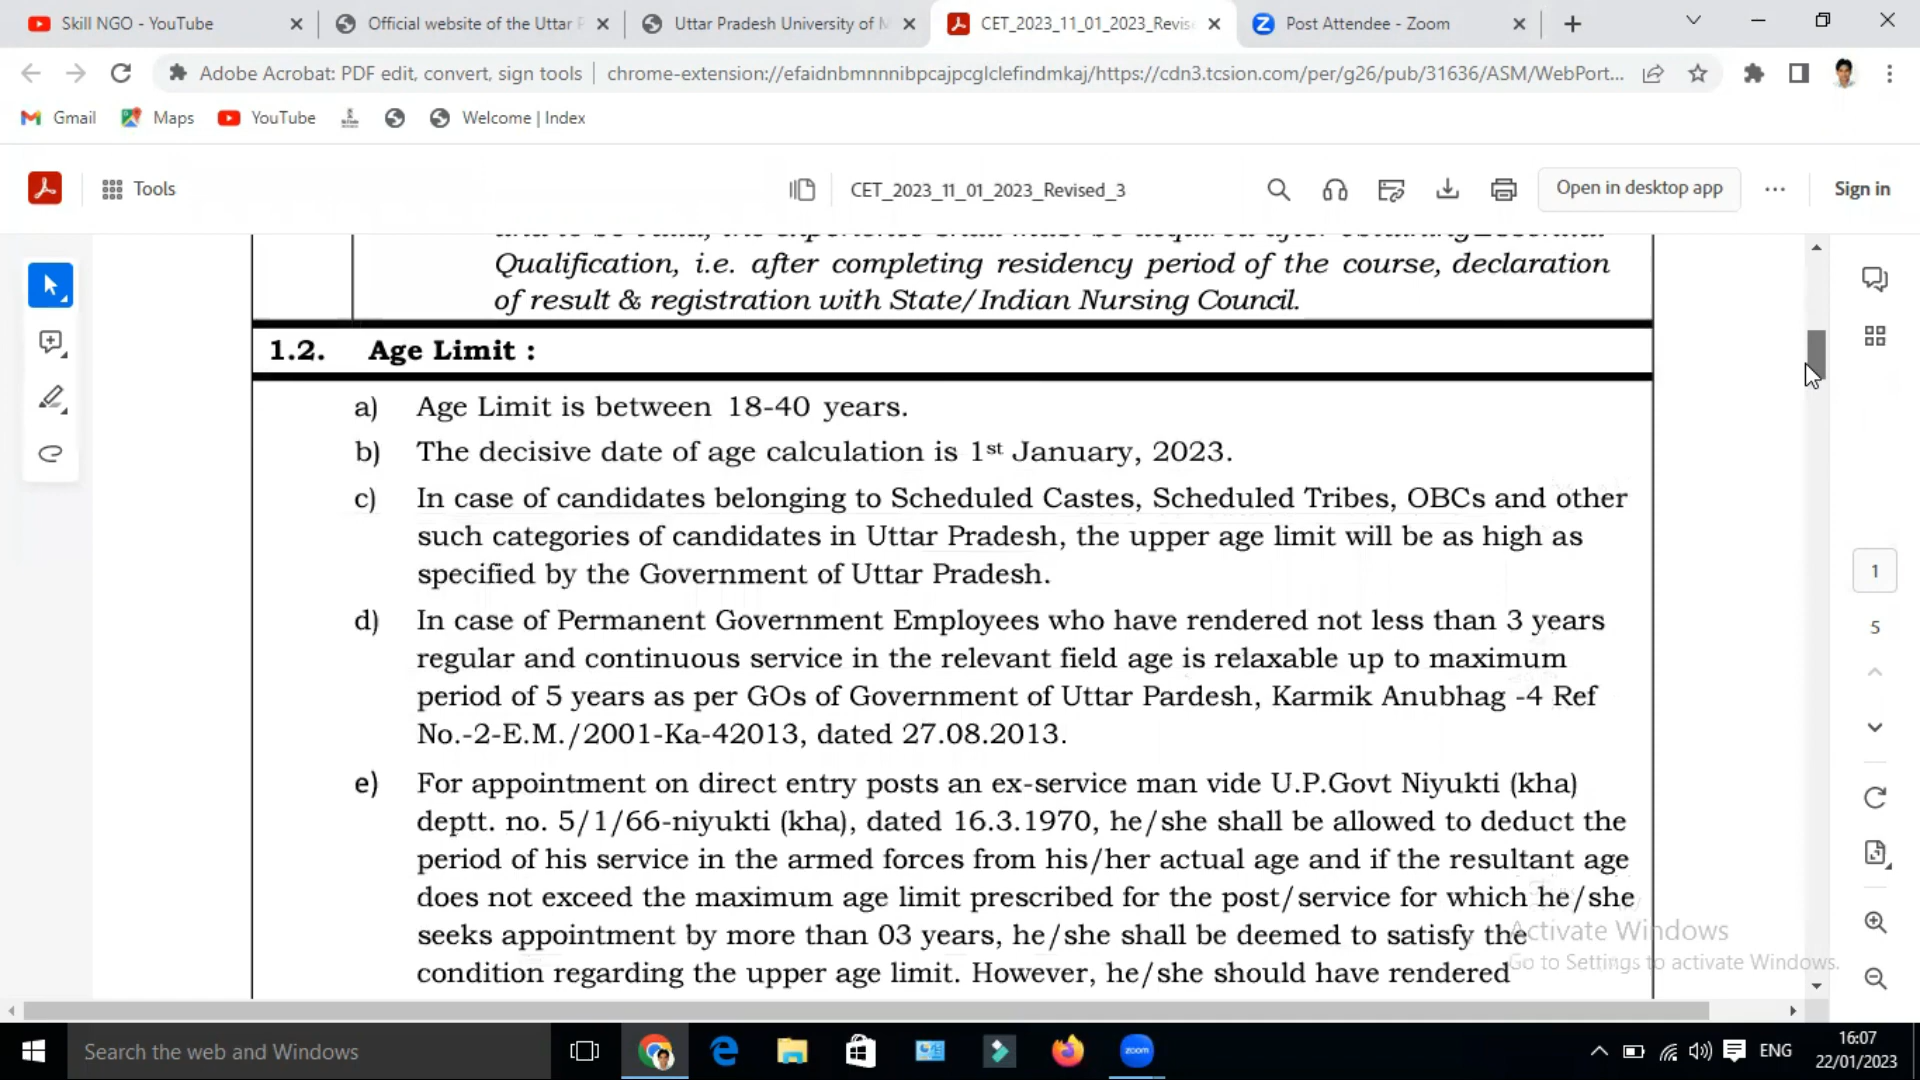 Skill NGO - YouTube
Official website of the Uttar P
Uttar Pradesh University of M
CET_2023_11_01_2023_Revise
Post Attendee - Zoom
Adobe Acrobat: PDF edit, convert, sign tools
chrome-extension://efaidnbmnnnibpcajpcglclefindmkaj/https://cdn3.tcsion.com/per/g26/pub/31636/ASM/WebPort...
Gmail
Maps
YouTube
Welcome | Index
Tools
CET_2023_11_01_2023_Revised_3
Open in desktop app
Sign in
Qualification, i.e. after completing residency period of the course, declaration
of result & registration with State/Indian Nursing Council.
1.2. Age Limit :
a) Age Limit is between 18-40 years.
b) The decisive date of age calculation is 1st January, 2023.
c) In case of candidates belonging to Scheduled Castes, Scheduled Tribes, OBCs and other
such categories of candidates in Uttar Pradesh, the upper age limit will be as high as
specified by the Government of Uttar Pradesh.
d) In case of Permanent Government Employees who have rendered not less than 3 years
regular and continuous service in the relevant field age is relaxable up to maximum
period of 5 years as per GOs of Government of Uttar Pardesh, Karmik Anubhag -4 Ref
No.-2-E.M./2001-Ka-42013, dated 27.08.2013.
e) For appointment on direct entry posts an ex-service man vide U.P.Govt Niyukti (kha)
deptt. no. 5/1/66-niyukti (kha), dated 16.3.1970, he/she shall be allowed to deduct the
period of his service in the armed forces from his/her actual age and if the resultant age
does not exceed the maximum age limit prescribed for the post/service for which he/she
seeks appointment by more than 03 years, he/she shall be deemed to satisfy the
condition regarding the upper age limit. However, he/she should have rendered
1
5
Activate Windows
Go to Settings to activate Windows.
Search the web and Windows
zoom
ENG
16:07
22/01/2023